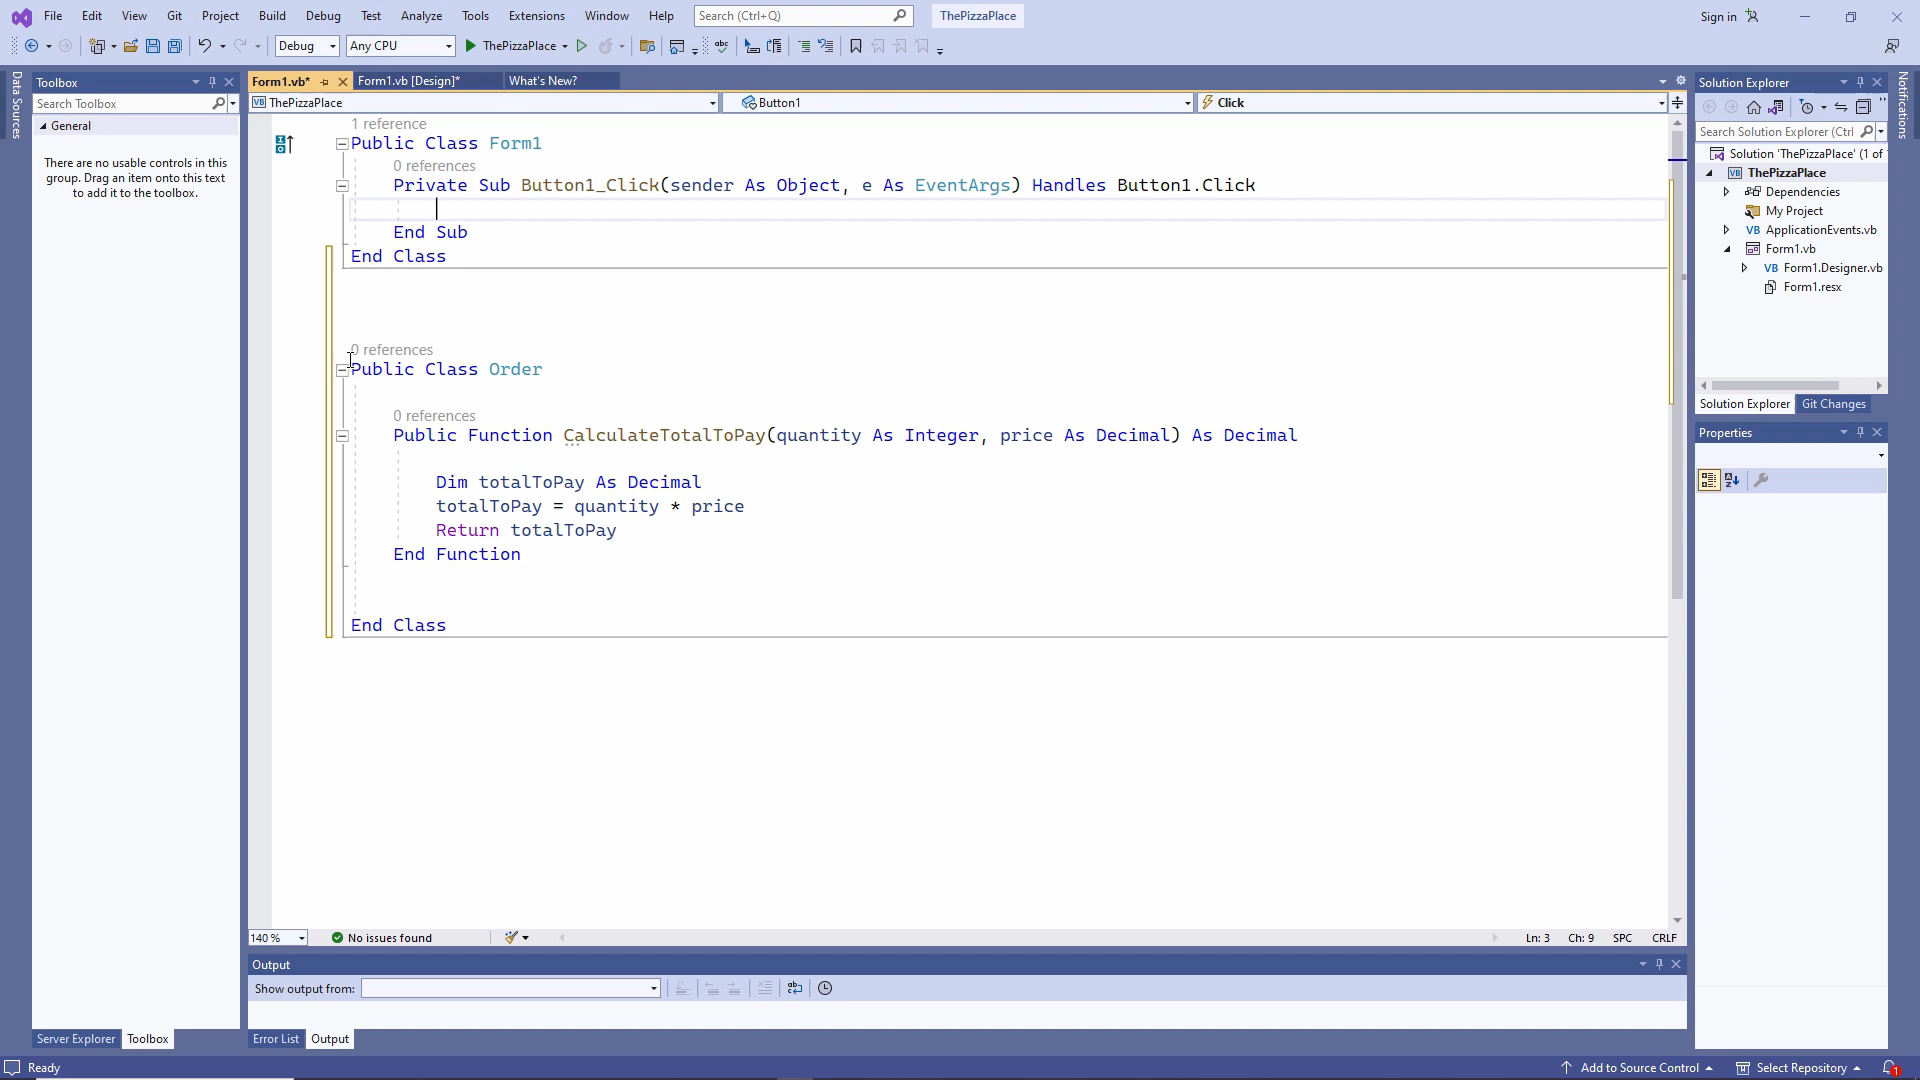 File Edit View Git Project Build Debug Test Analyze Tools Extensions Window Help Search (Ctrl+Q) ThePizzaPlace Sign in
Debug Any CPU ThePizzaPlace
Data Sources
Toolbox
Search Toolbox
General
There are no usable controls in this
group. Drag an item onto this text
to add it to the toolbox.
Server Explorer Toolbox
Form1.vb* Form1.vb [Design]* What's New?
VB ThePizzaPlace Button1 Click
1 reference
Public Class Form1
0 references
Private Sub Button1_Click(sender As Object, e As EventArgs) Handles Button1.Click
End Sub
End Class
0 references
Public Class Order
0 references
Public Function CalculateTotalToPay(quantity As Integer, price As Decimal) As Decimal
Dim totalToPay As Decimal
totalToPay = quantity * price
Return totalToPay
End Function
End Class
140 % No issues found Ln: 3 Ch: 9 SPC CRLF
Output
Show output from:
Error List Output
Solution Explorer
Search Solution Explorer (Ctrl
Solution 'ThePizzaPlace' (1 of
VB ThePizzaPlace
Dependencies
My Project
VB ApplicationEvents.vb
Form1.vb
VB Form1.Designer.vb
Form1.resx
Solution Explorer Git Changes
Properties
Notifications
Ready Add to Source Control Select Repository 1